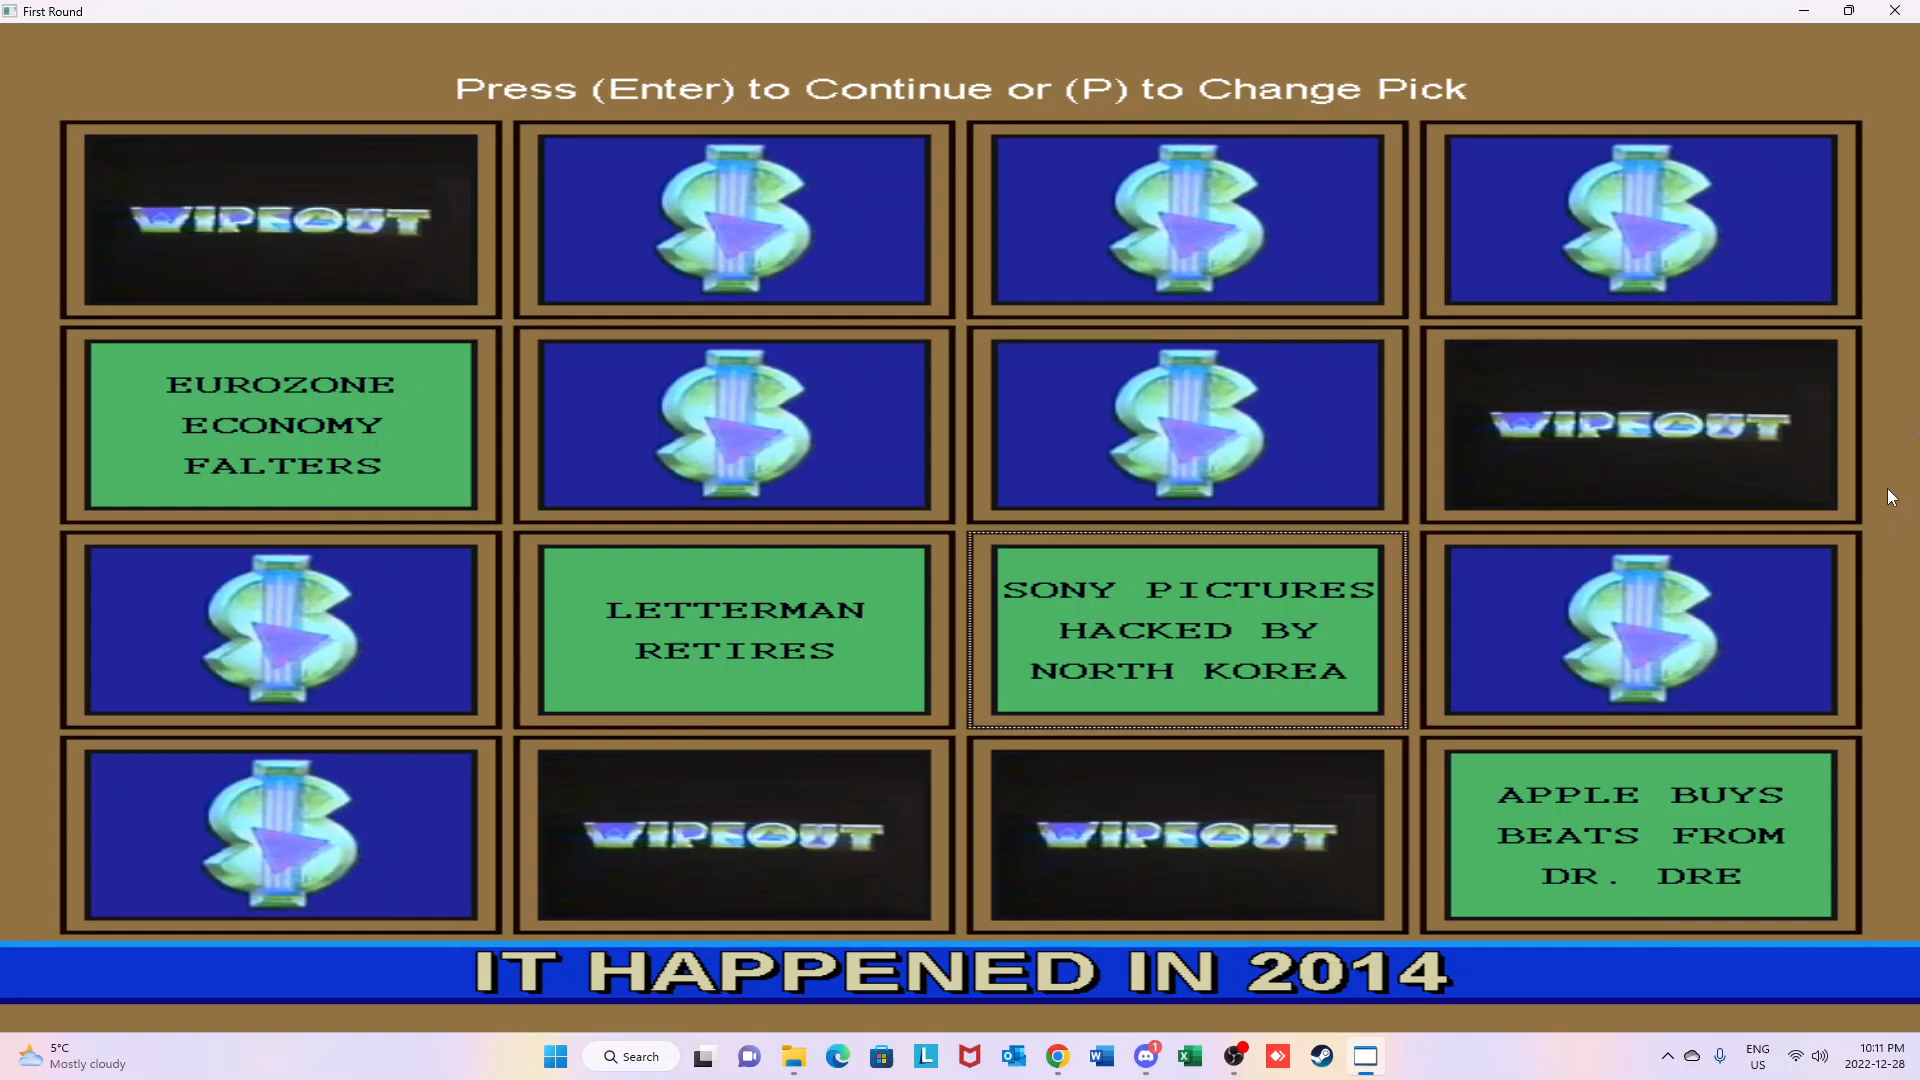 First Round
Press (Enter) to Continue or (P) to Change Pick
WIPEOUT
EUROZONE
ECONOMY
FALTERS
WIPEOUT
LETTERMAN
RETIRES
SONY PICTURES
HACKED BY
NORTH KOREA
WIPEOUT
WIPEOUT
APPLE BUYS
BEATS FROM
DR. DRE
IT HAPPENED IN 2014
5°C
Mostly cloudy
Search
1
ENG
US
10:11 PM
2022-12-28